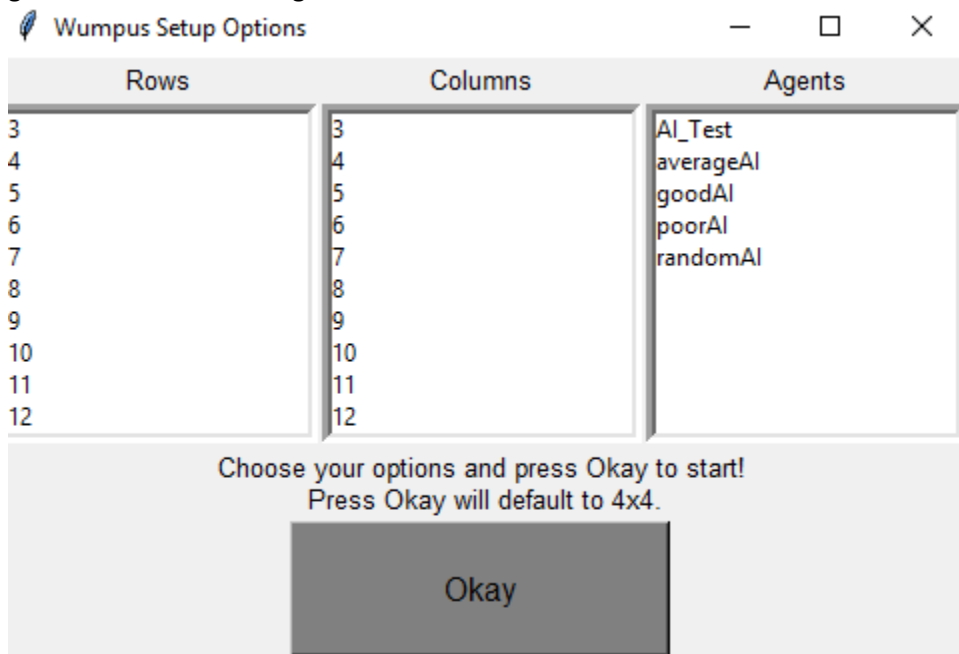 Wumpus Setup Options
Rows
Columns
Agents
3
4
5
6
7
8
9
10
11
12
3
4
5
6
7
8
9
10
11
12
AI_Test
averageAI
goodAI
poorAI
randomAI
Choose your options and press Okay to start!
Press Okay will default to 4x4.
Okay